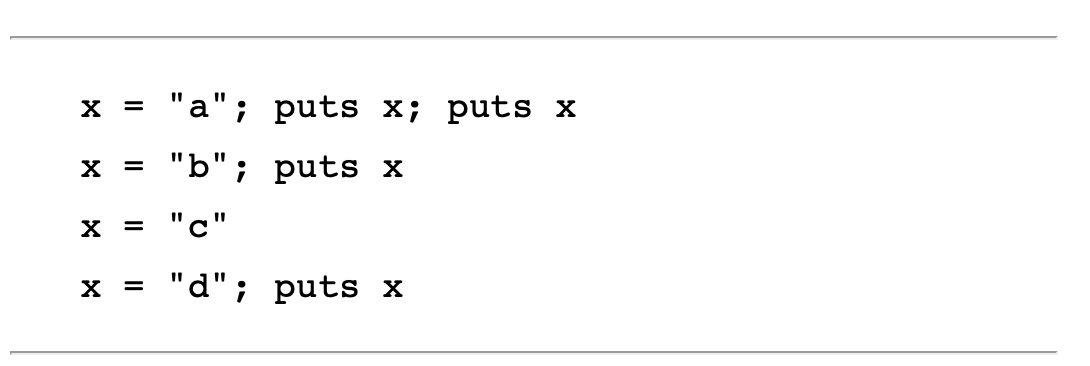 x = "a"; puts x; puts x
x = "b"; puts x
x = "c"
x = "d"; puts x